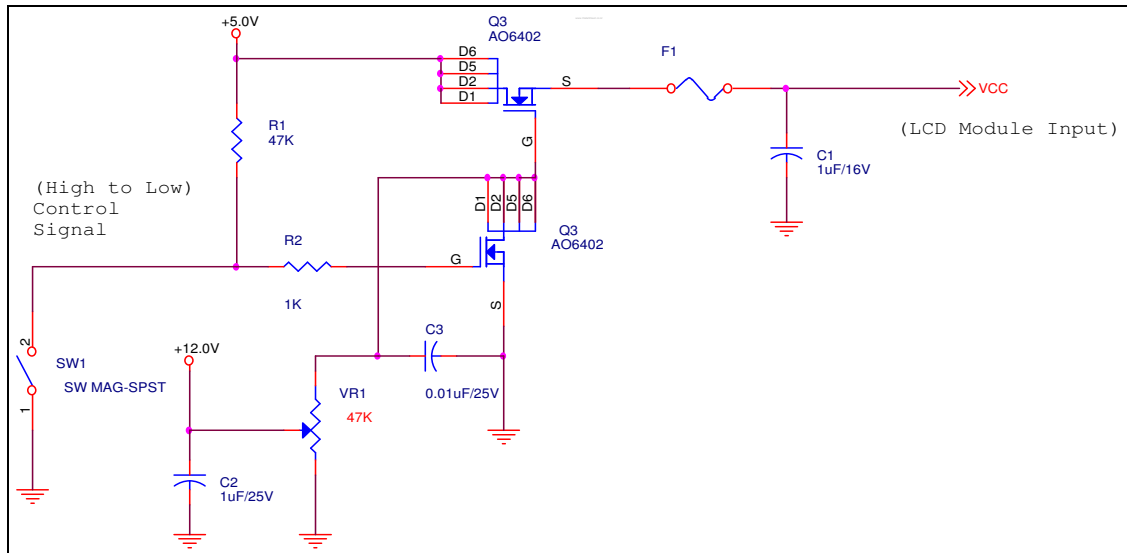 +5.0V
Q3
AO6402
D6
D5
D2
D1
S
G
F1
VCC
(LCD Module Input)
C1
1uF/16V
R1
47K
(High to Low)
Control
Signal
D1
D2
D5
D6
Q3
AO6402
R2
G
1K
S
2
SW1
SW MAG-SPST
1
+12.0V
C3
0.01uF/25V
VR1
47K
C2
1uF/25V